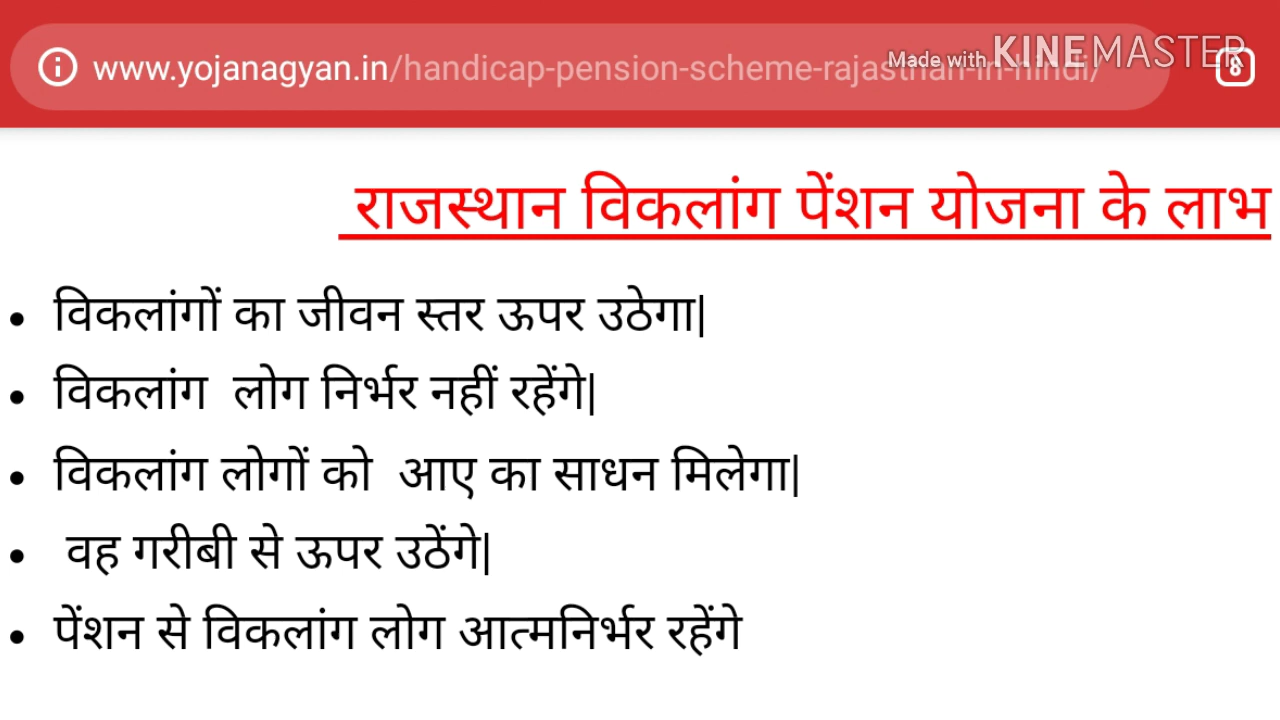 www.yojanagyan.in/handicap-pension-scheme-rajasthan-in-hindi/
Made with KINEMASTER
8
राजस्थान विकलांग पेंशन योजना के लाभ
• विकलांगों का जीवन स्तर ऊपर उठेगा|
• विकलांग लोग निर्भर नहीं रहेंगे|
• विकलांग लोगों को आए का साधन मिलेगा|
• वह गरीबी से ऊपर उठेंगे|
• पेंशन से विकलांग लोग आत्मनिर्भर रहेंगे